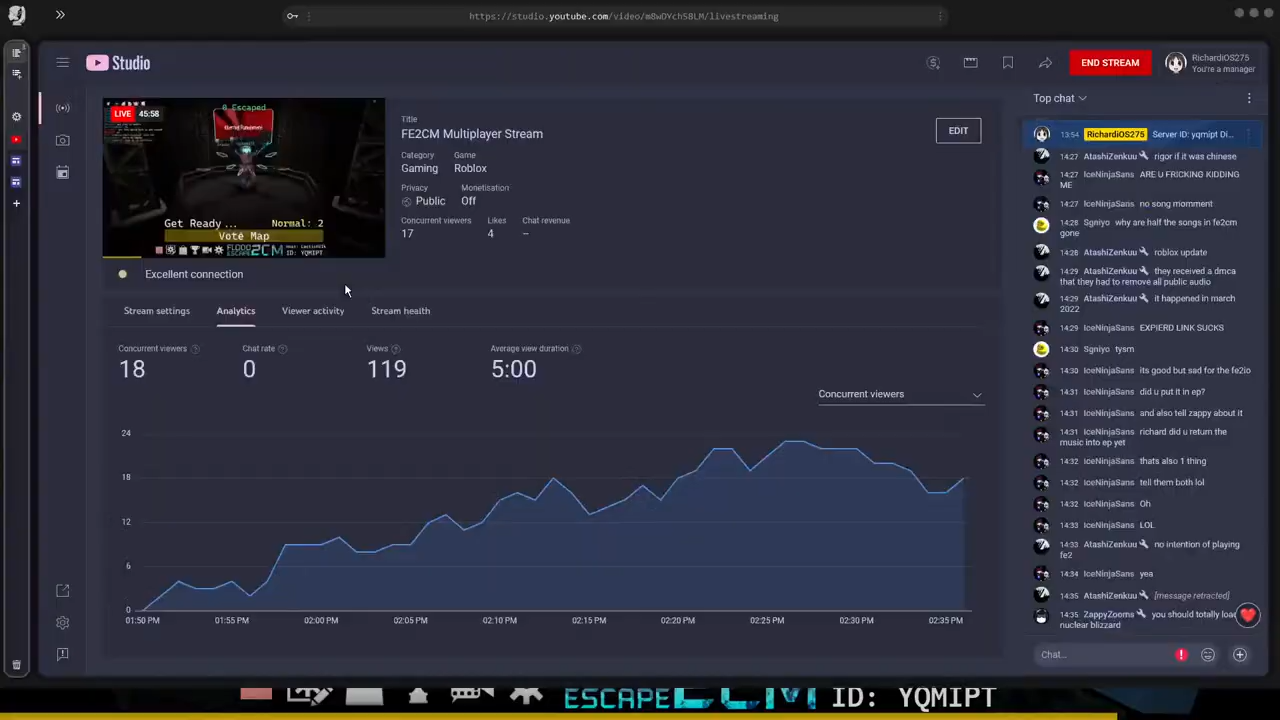 https://studio.youtube.com/video/m8wDYch58LM/livestreaming
Studio
END STREAM
RichardiOS275
You're a manager
LIVE 45:58
6 Escaped
Get Ready...
Normal: 2
Vote Map
ID: YQMIPT
Title
FE2CM Multiplayer Stream
EDIT
Category
Game
Gaming
Roblox
Privacy
Monetisation
Public
Off
Concurrent viewers
Likes
Chat revenue
17
4
–
Excellent connection
Stream settings
Analytics
Viewer activity
Stream health
Concurrent viewers
Chat rate
Views
Average view duration
18
0
119
5:00
Concurrent viewers
24
18
12
6
0
01:50 PM
01:55 PM
02:00 PM
02:05 PM
02:10 PM
02:15 PM
02:20 PM
02:25 PM
02:30 PM
02:35 PM
Top chat
13:54 RichardiOS275 Server ID: yqmipt Di...
14:27 AtashiZenkuu rigor if it was chinese
14:27 IceNinjaSans ARE U FRICKING KIDDING
ME
14:27 IceNinjaSans no song momment
14:28 Sgniyo why are half the songs in fe2cm
gone
14:28 AtashiZenkuu roblox update
14:29 AtashiZenkuu they received a dmca
that they had to remove all public audio
14:29 AtashiZenkuu it happened in march
2022
14:29 IceNinjaSans EXPIERD LINK SUCKS
14:30 Sgniyo tysm
14:30 IceNinjaSans its good but sad for the fe2io
14:31 IceNinjaSans did u put it in ep?
14:31 IceNinjaSans and also tell zappy about it
14:31 IceNinjaSans richard did u return the
music into ep yet
14:32 IceNinjaSans thats also 1 thing
14:32 IceNinjaSans tell them both lol
14:32 IceNinjaSans Oh
14:33 IceNinjaSans LOL
14:33 AtashiZenkuu no intention of playing
fe2
14:34 IceNinjaSans yea
14:35 AtashiZenkuu [message retracted]
14:35 ZappyZooms you should totally load
nuclear blizzard
Chat...
ESCAPE 2CM ID: YQMIPT